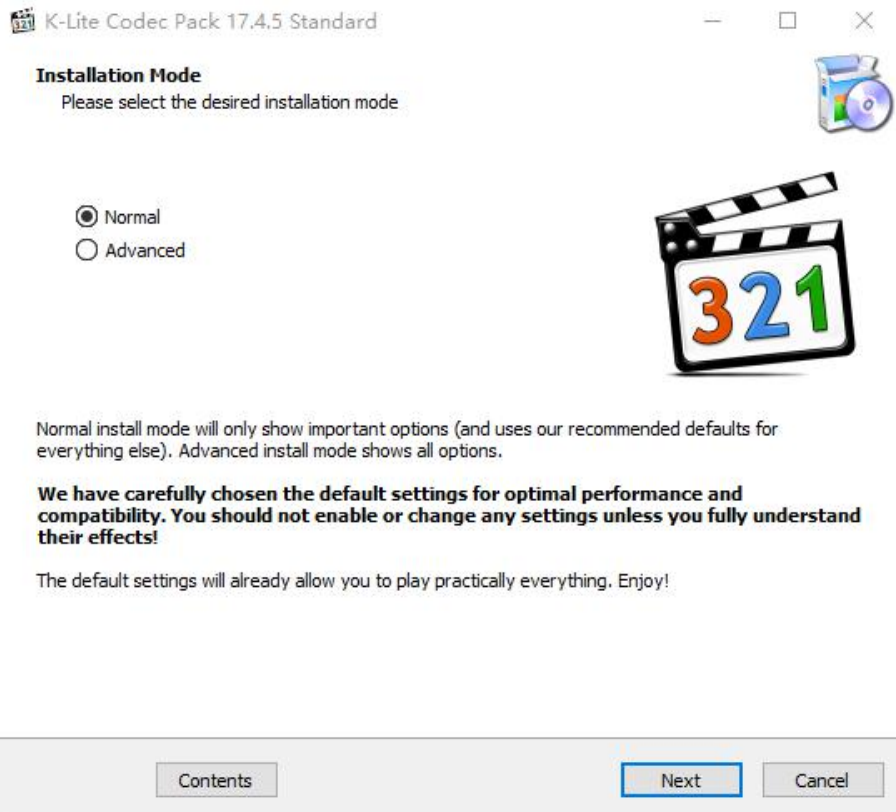 K-Lite Codec Pack 17.4.5 Standard
Installation Mode
Please select the desired installation mode
Normal
Advanced
321
Normal install mode will only show important options (and uses our recommended defaults for
everything else). Advanced install mode shows all options.
We have carefully chosen the default settings for optimal performance and
compatibility. You should not enable or change any settings unless you fully understand
their effects!
The default settings will already allow you to play practically everything. Enjoy!
Contents
Next
Cancel